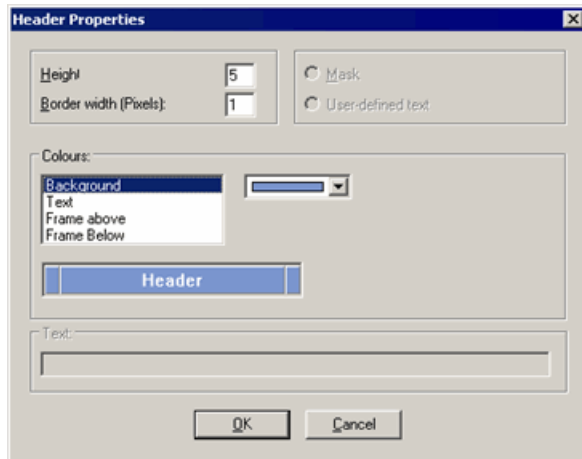 Header Properties
Heigh
5
Mask
Border width (Pixels):
1
User-defined text
Colours:
Background
Text
Frame above
Frame Below
Header
Text:
OK
Cancel